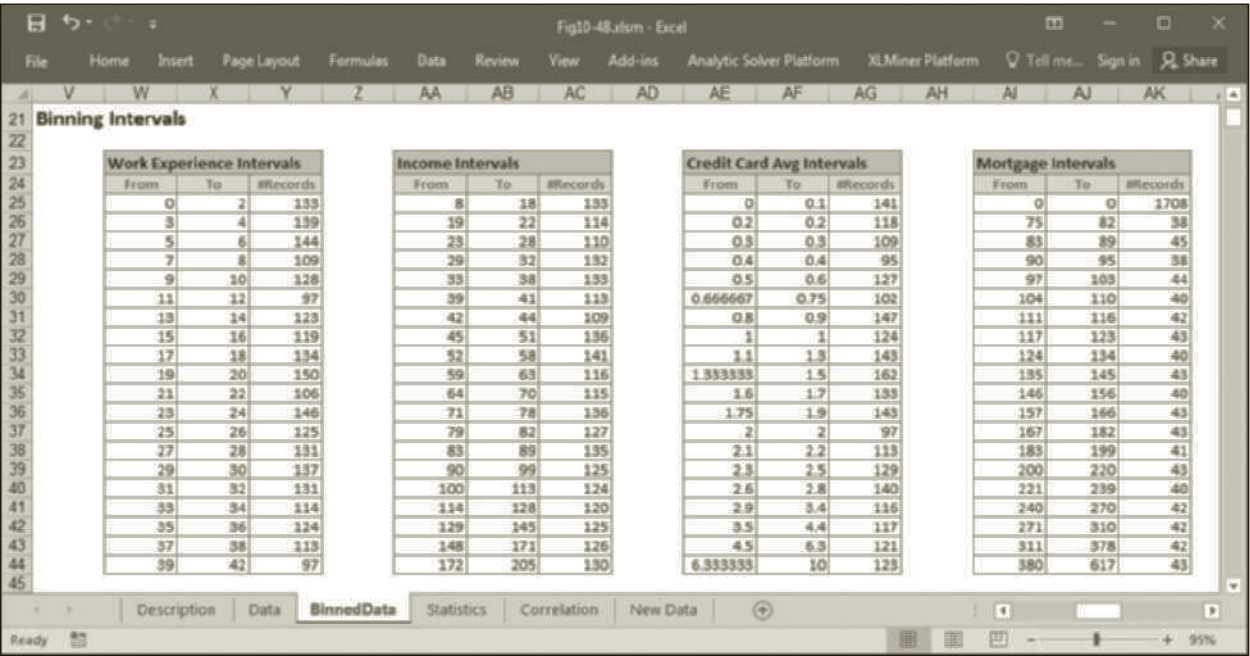 Fig10-48.xlsm - Excel
File Home Insert Page Layout Formulas Data Review View Add-ins Analytic Solver Platform XLMiner Platform Tell me... Sign in Share
V W X Y Z AA AB AC AD AE AF AG AH AI AJ AK
21 Binning Intervals
22
23 Work Experience Intervals Income Intervals Credit Card Avg Intervals Mortgage Intervals
24 From To #Records From To #Records From To #Records From To #Records
25 0 2 133 8 18 133 0 0.1 141 0 0 1708
26 3 4 139 19 22 114 0.2 0.2 118 75 82 38
27 5 6 144 23 28 110 0.3 0.3 109 83 89 45
28 7 8 109 29 32 132 0.4 0.4 95 90 95 38
29 9 10 128 33 38 133 0.5 0.6 127 97 103 44
30 11 12 97 39 41 113 0.666667 0.75 102 104 110 40
31 13 14 123 42 44 109 0.8 0.9 147 111 116 42
32 15 16 119 45 51 136 1 1 124 117 123 43
33 17 18 134 52 58 141 1.1 1.3 143 124 134 40
34 19 20 150 59 63 116 1.333333 1.5 162 135 145 43
35 21 22 106 64 70 115 1.6 1.7 133 146 156 40
36 23 24 146 71 78 136 1.75 1.9 143 157 166 43
37 25 26 125 79 82 127 2 2 97 167 182 43
38 27 28 131 83 89 135 2.1 2.2 113 183 199 41
39 29 30 137 90 99 125 2.3 2.5 129 200 220 43
40 31 32 131 100 113 124 2.6 2.8 140 221 239 40
41 33 34 114 114 128 120 2.9 3.4 116 240 270 42
42 35 36 124 129 145 125 3.5 4.4 117 271 310 42
43 37 38 113 148 171 126 4.5 6.3 121 311 378 42
44 39 42 97 172 205 130 6.333333 10 123 380 617 43
45
Description Data BinnedData Statistics Correlation New Data
Ready 95%